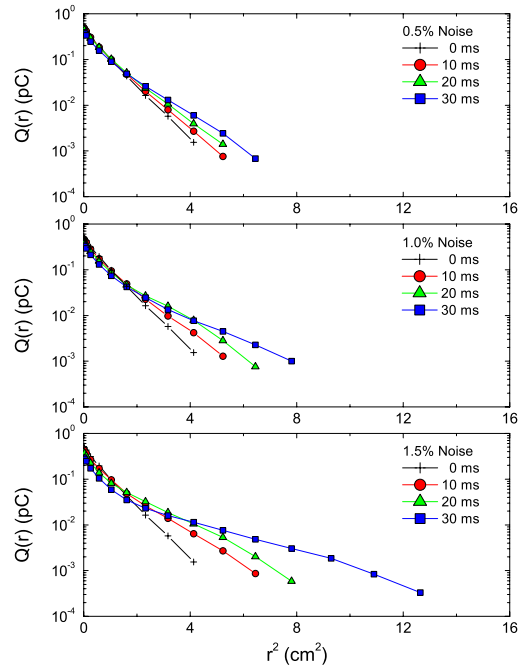 10⁰
10⁻¹
10⁻²
10⁻³
10⁻⁴
Q(r) (pC)
0.5% Noise
0 ms
10 ms
20 ms
30 ms
0 4 8 12 16
10⁰
10⁻¹
10⁻²
10⁻³
10⁻⁴
Q(r) (pC)
1.0% Noise
0 ms
10 ms
20 ms
30 ms
0 4 8 12 16
10⁰
10⁻¹
10⁻²
10⁻³
10⁻⁴
Q(r) (pC)
1.5% Noise
0 ms
10 ms
20 ms
30 ms
0 4 8 12 16
r² (cm²)